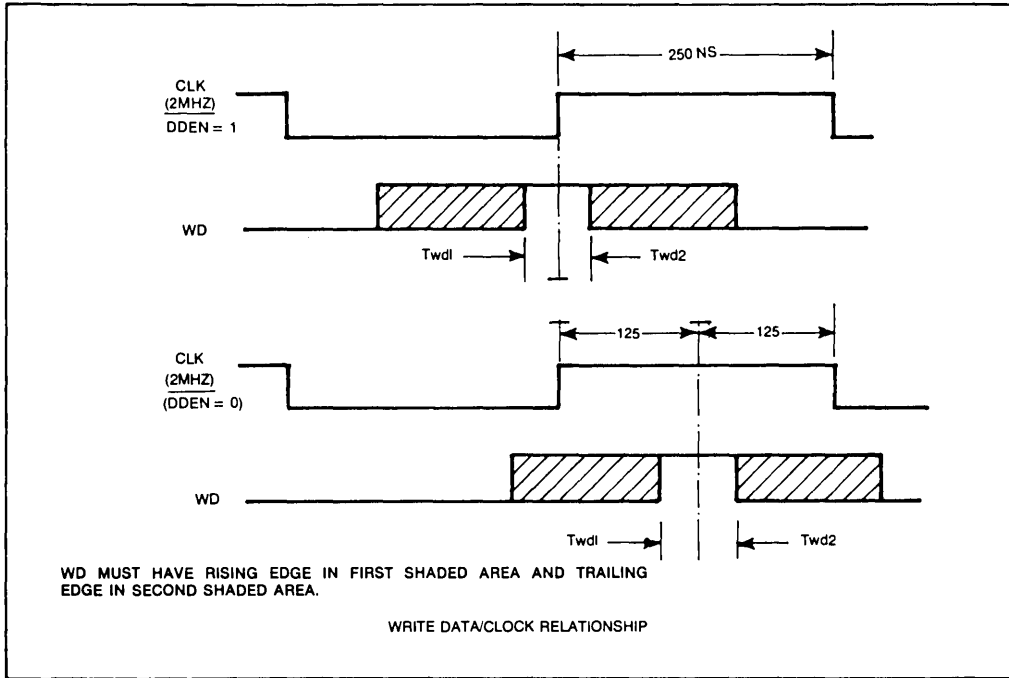 250 NS
CLK
(2MHZ)
DDEN = 1
WD
Twdl
Twd2
125
125
CLK
(2MHZ)
(DDEN = 0)
WD
Twdl
Twd2
WD MUST HAVE RISING EDGE IN FIRST SHADED AREA AND TRAILING
EDGE IN SECOND SHADED AREA.
WRITE DATA/CLOCK RELATIONSHIP